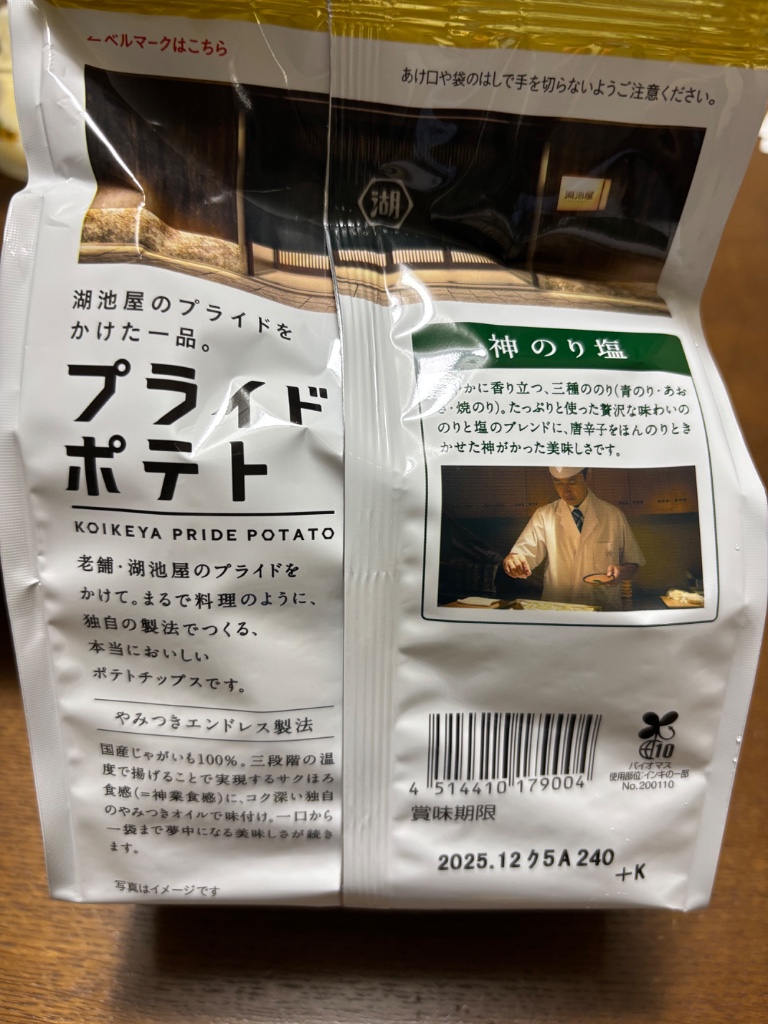 ベルマークはこちら
あけ口や袋のはしで手を切らないようご注意ください。
湖
湖池屋
湖池屋のプライドを
かけた一品。
プライド
ポテト
KOIKEYA PRIDE POTATO
老舗・湖池屋のプライドを
かけて。まるで料理のように、
独自の製法でつくる、
本当においしい
ポテトチップスです。
やみつきエンドレス製法
国産じゃがいも100%。三段階の温
度で揚げることで実現するサクほろ
食感(=神業食感)に、コク深い独自
のやみつきオイルで味付け。一口から
一袋まで夢中になる美味しさが続き
ます。
写真はイメージです
神のり塩
かに香り立つ、三種ののり(青のり・あお
・焼のり)。たっぷりと使った贅沢な味わいの
のりと塩のブレンドに、唐辛子をほんのりとき
かせた神がかった美味しさです。
4 514410 179004
賞味期限
2025.12 ク5A 240
+K
10
バイオマス
使用部位:インキの一部
No.200110